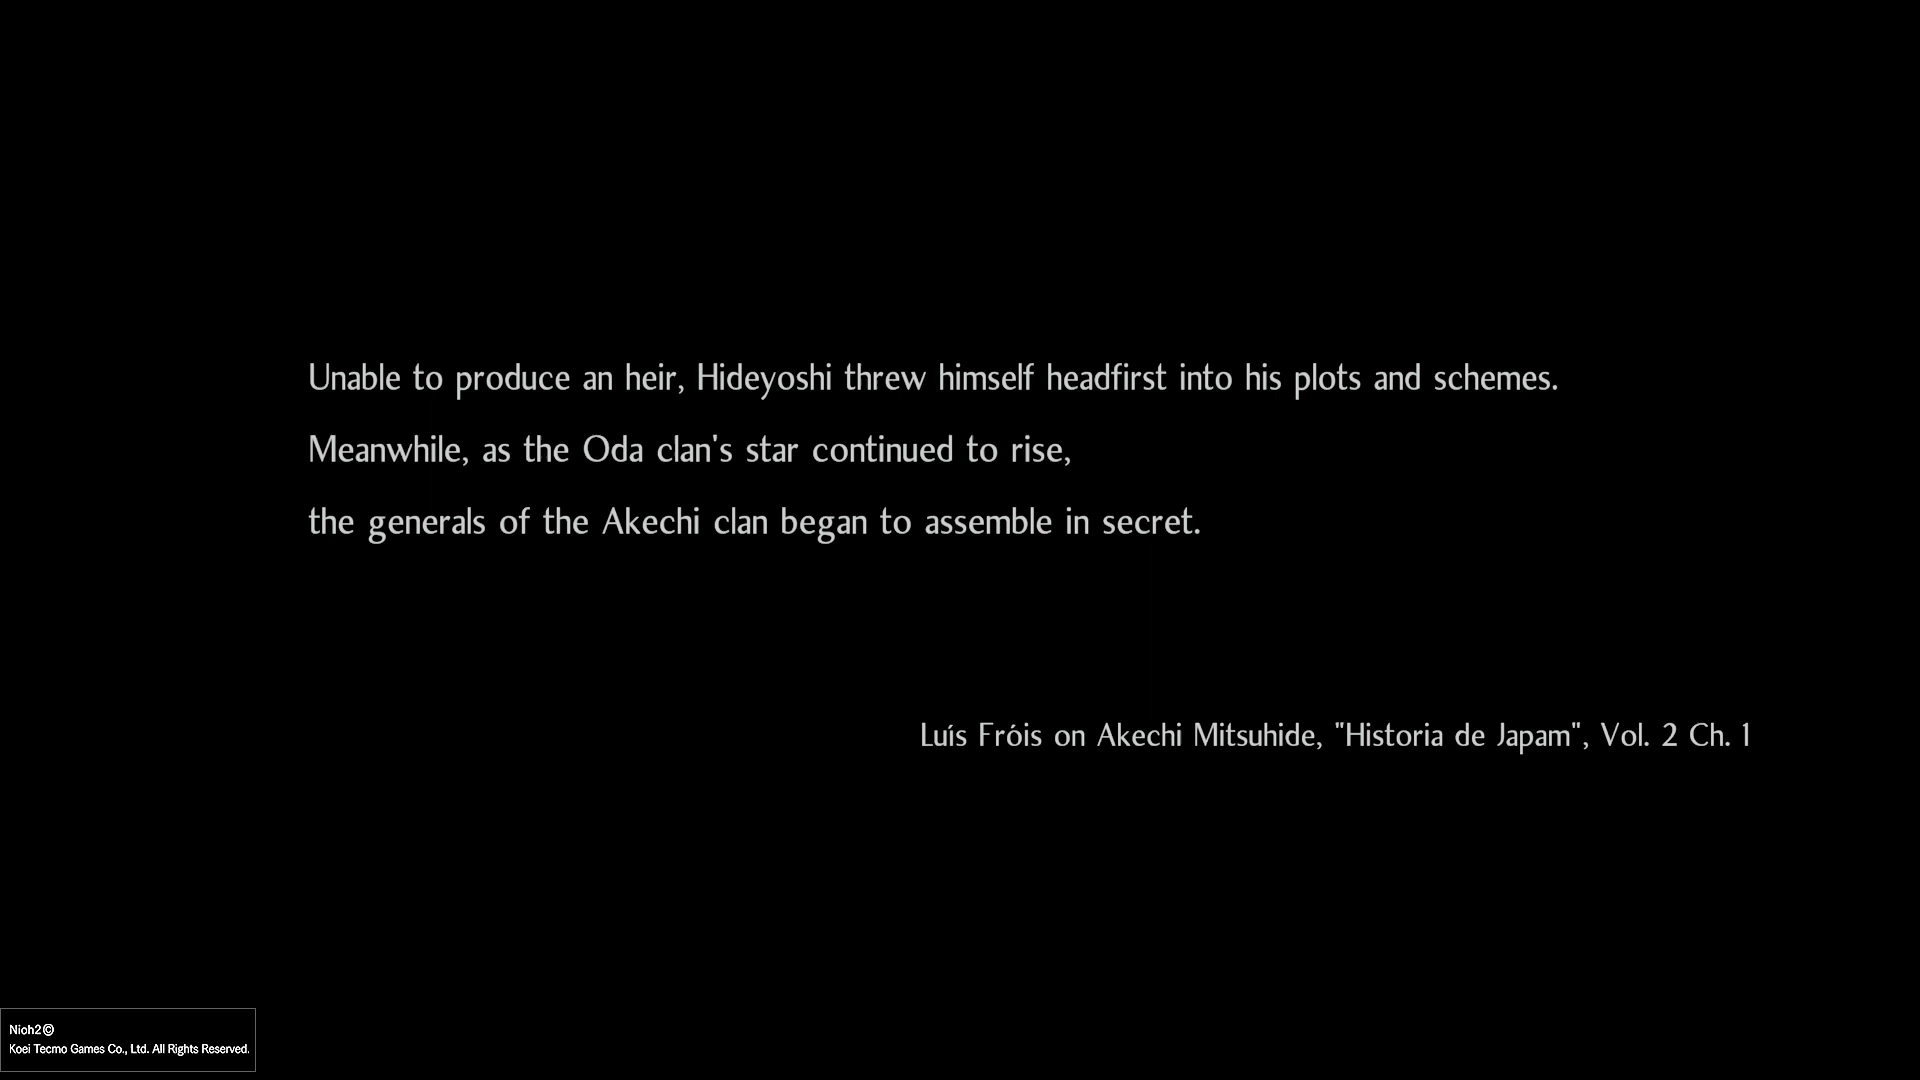 Unable to produce an heir, Hideyoshi threw himself headfirst into his plots and schemes.
Meanwhile, as the Oda clan's star continued to rise,
the generals of the Akechi clan began to assemble in secret.
Luís Fróis on Akechi Mitsuhide, "Historia de Japam", Vol. 2 Ch. 1
Nioh2©
Koei Tecmo Games Co., Ltd. All Rights Reserved.